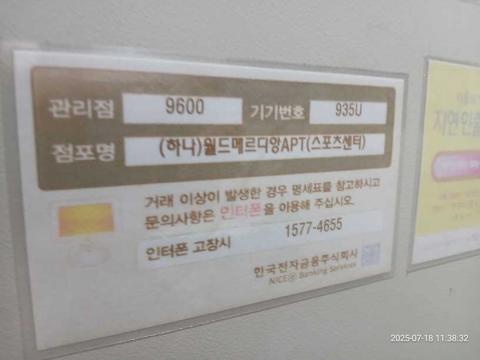 관리점 9600 기기번호 935U
점포명 (하나)월드메르디앙APT(스포츠센터)
거래 이상이 발생한 경우 명세표를 참고하시고
문의사항은 인터폰을 이용해 주십시오.
인터폰 고장시 1577-4655
한국전자금융주식회사
NICE Banking Services
자연인출
2025-07-18 11:38:32